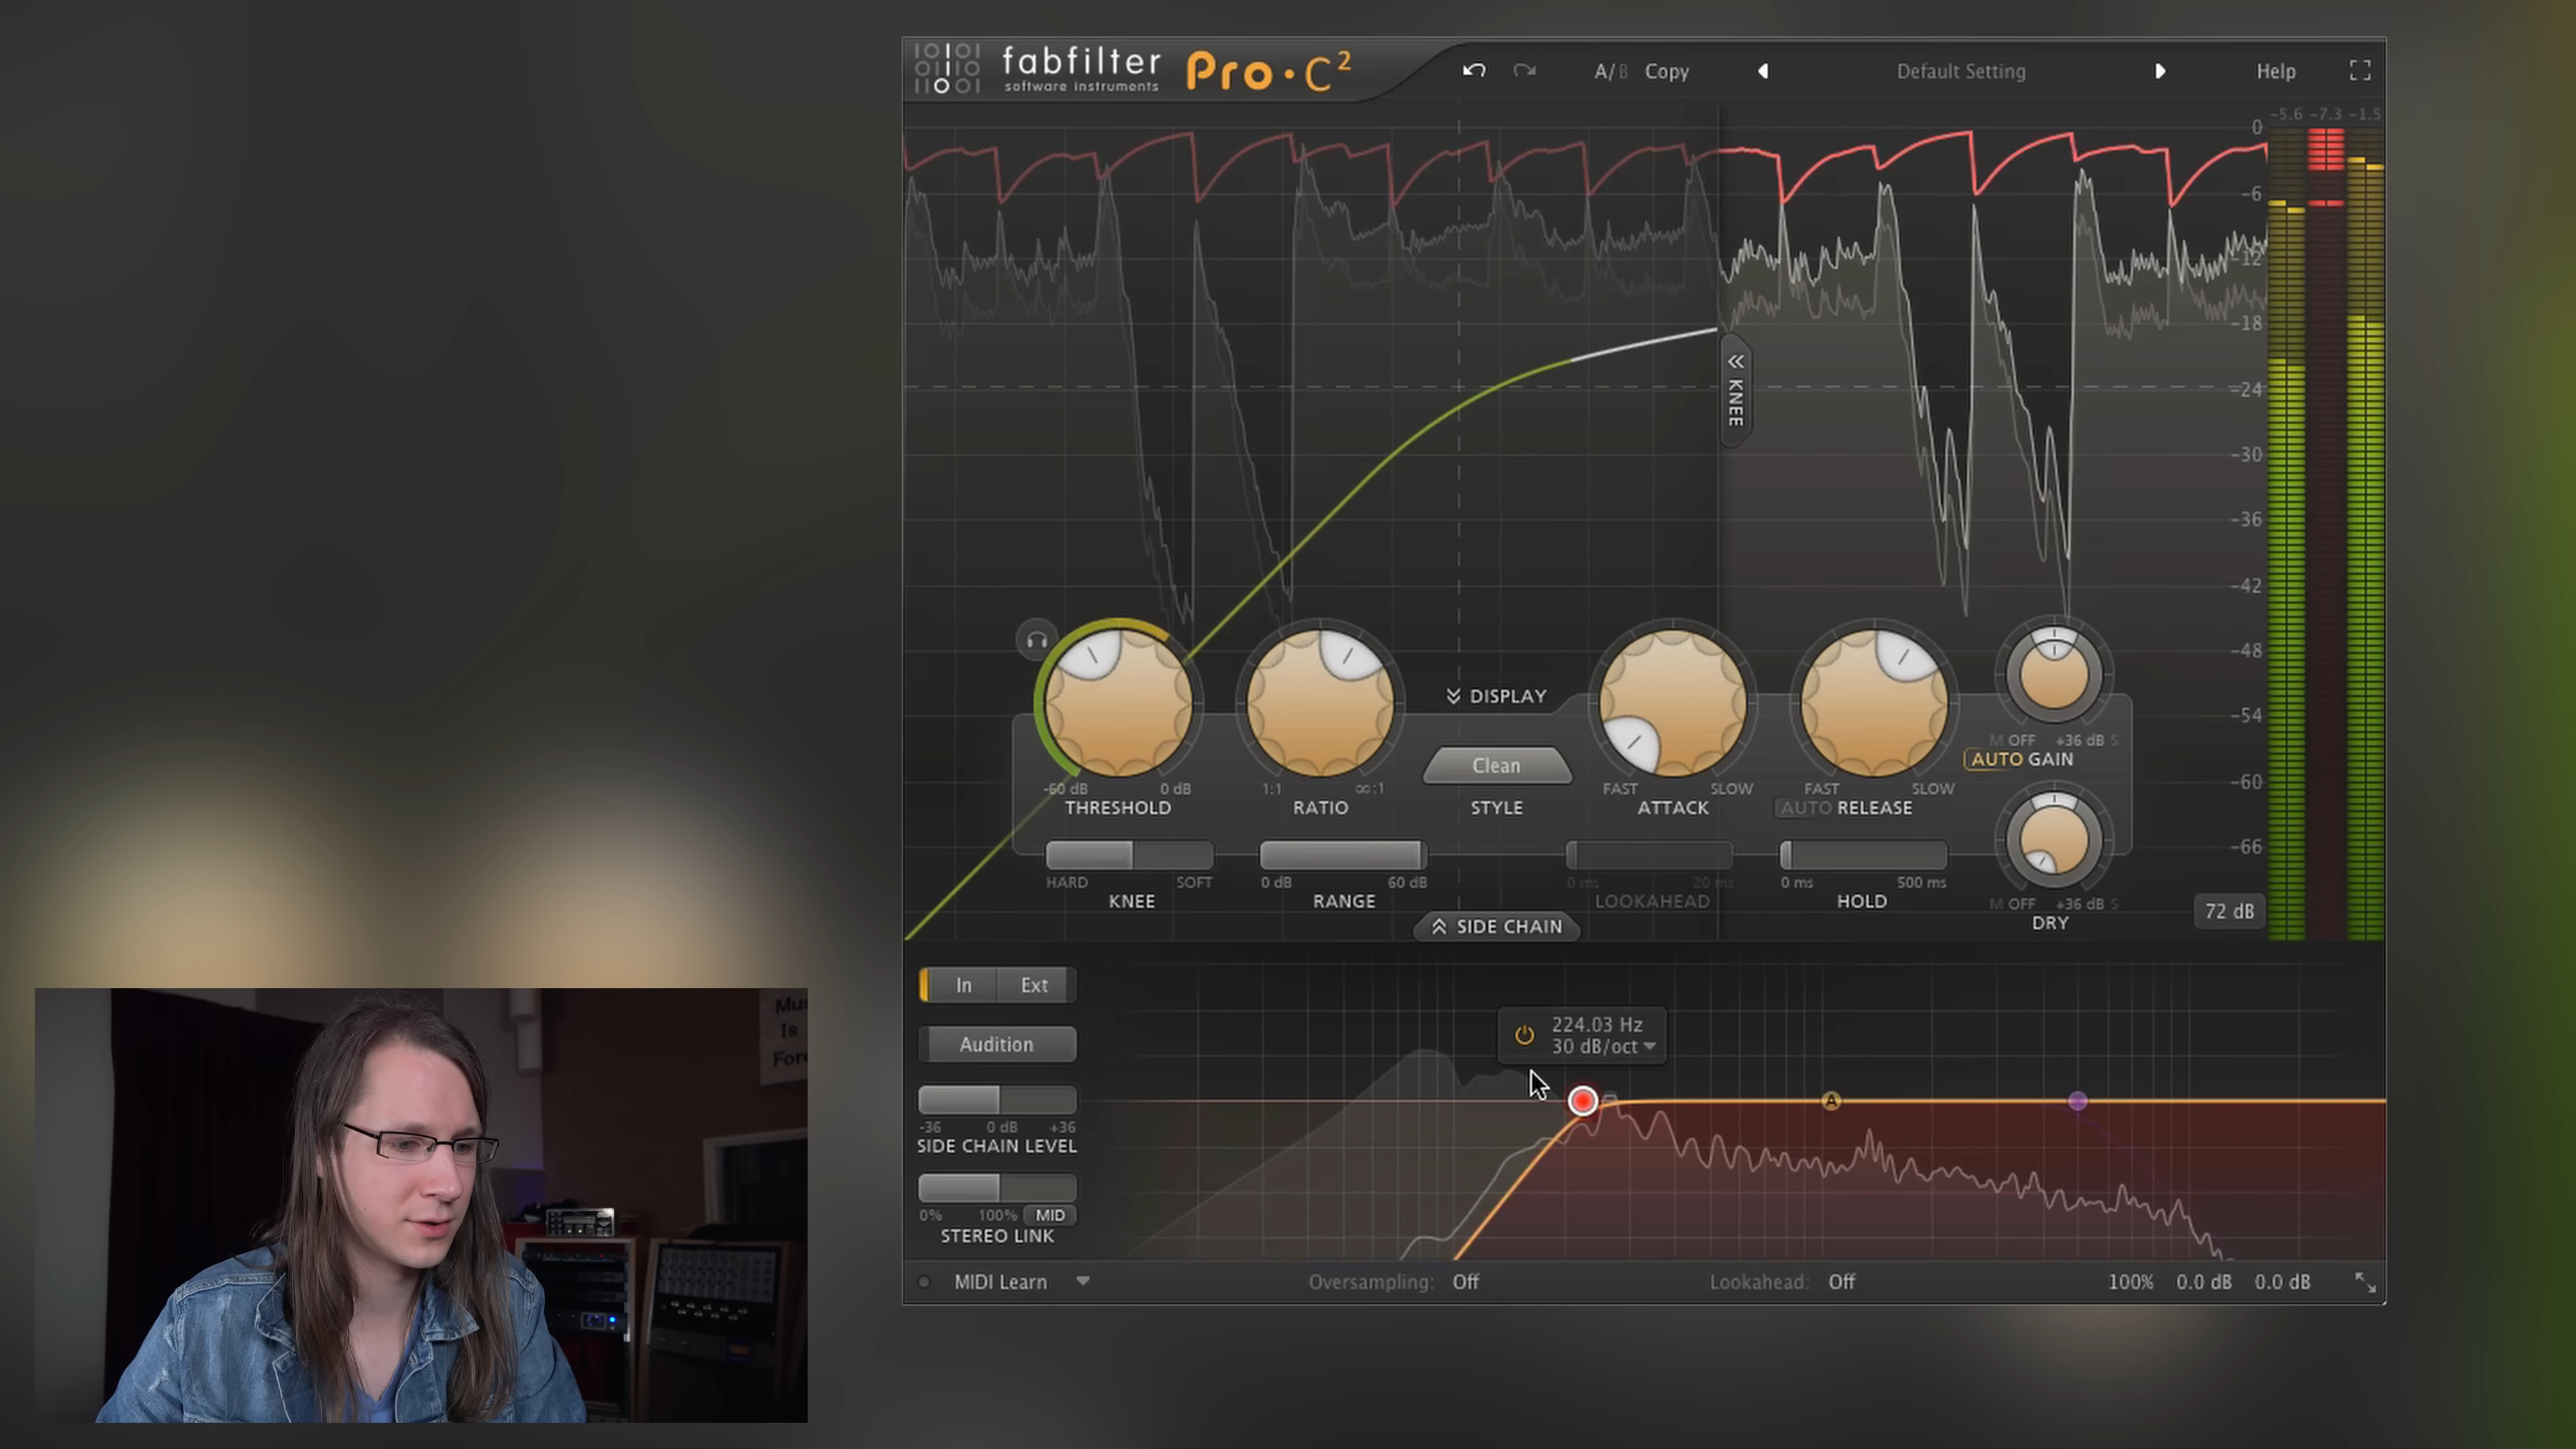 fabfilter Pro·C²
software instruments
A/B Copy
Default Setting
Help
-5.6 -7.3 -1.5
0
-6
-12
-18
-24
-30
-36
-42
-48
-54
-60
-66
72 dB
KNEE
DISPLAY
-60 dB 0 dB
THRESHOLD
1:1 ∞:1
RATIO
Clean
STYLE
FAST SLOW
ATTACK
FAST SLOW
AUTO RELEASE
M OFF +36 dB S
AUTO GAIN
HARD SOFT
KNEE
0 dB 60 dB
RANGE
0 ms 20 ms
LOOKAHEAD
0 ms 500 ms
HOLD
M OFF +36 dB S
DRY
SIDE CHAIN
In Ext
Audition
-36 0 dB +36
SIDE CHAIN LEVEL
0% 100% MID
STEREO LINK
224.03 Hz
30 dB/oct
A
MIDI Learn
Oversampling: Off
Lookahead: Off
100% 0.0 dB 0.0 dB
Is